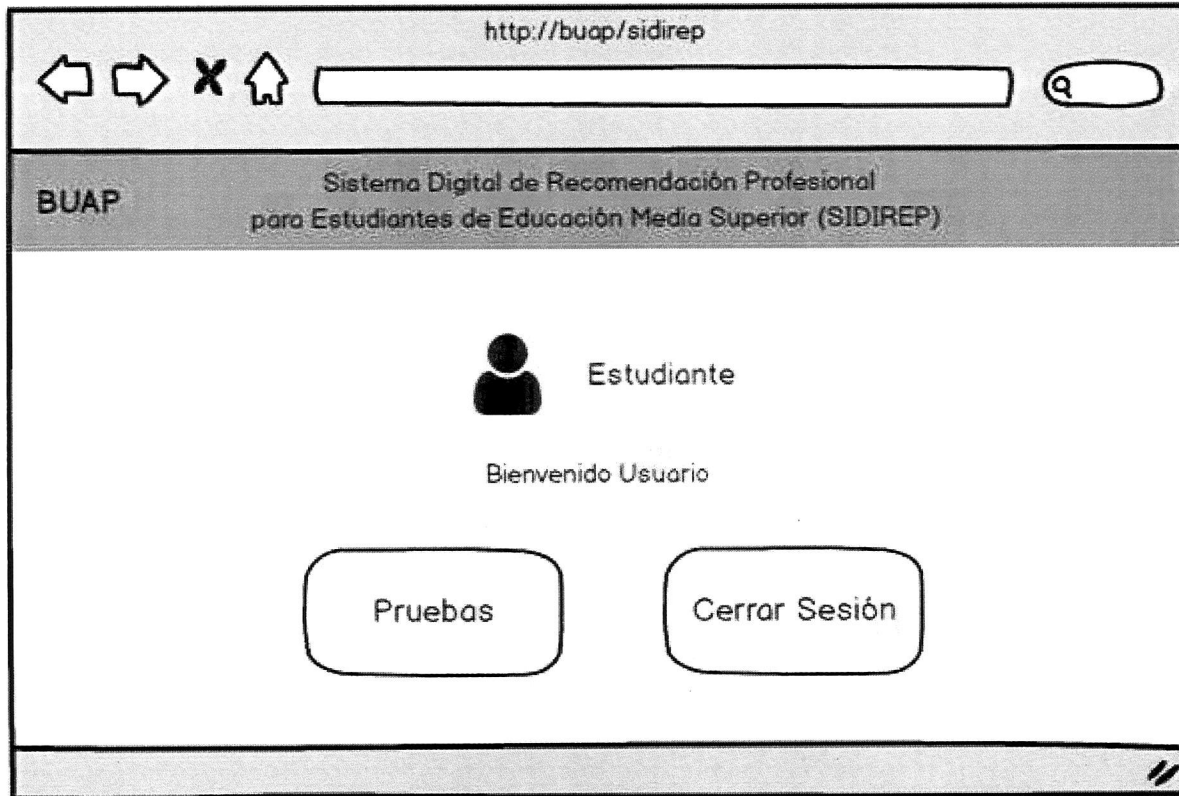 http://buap/sidirep
BUAP
Sistema Digital de Recomendación Profesional
para Estudiantes de Educación Media Superior (SIDIREP)
Estudiante
Bienvenido Usuario
Pruebas
Cerrar Sesión